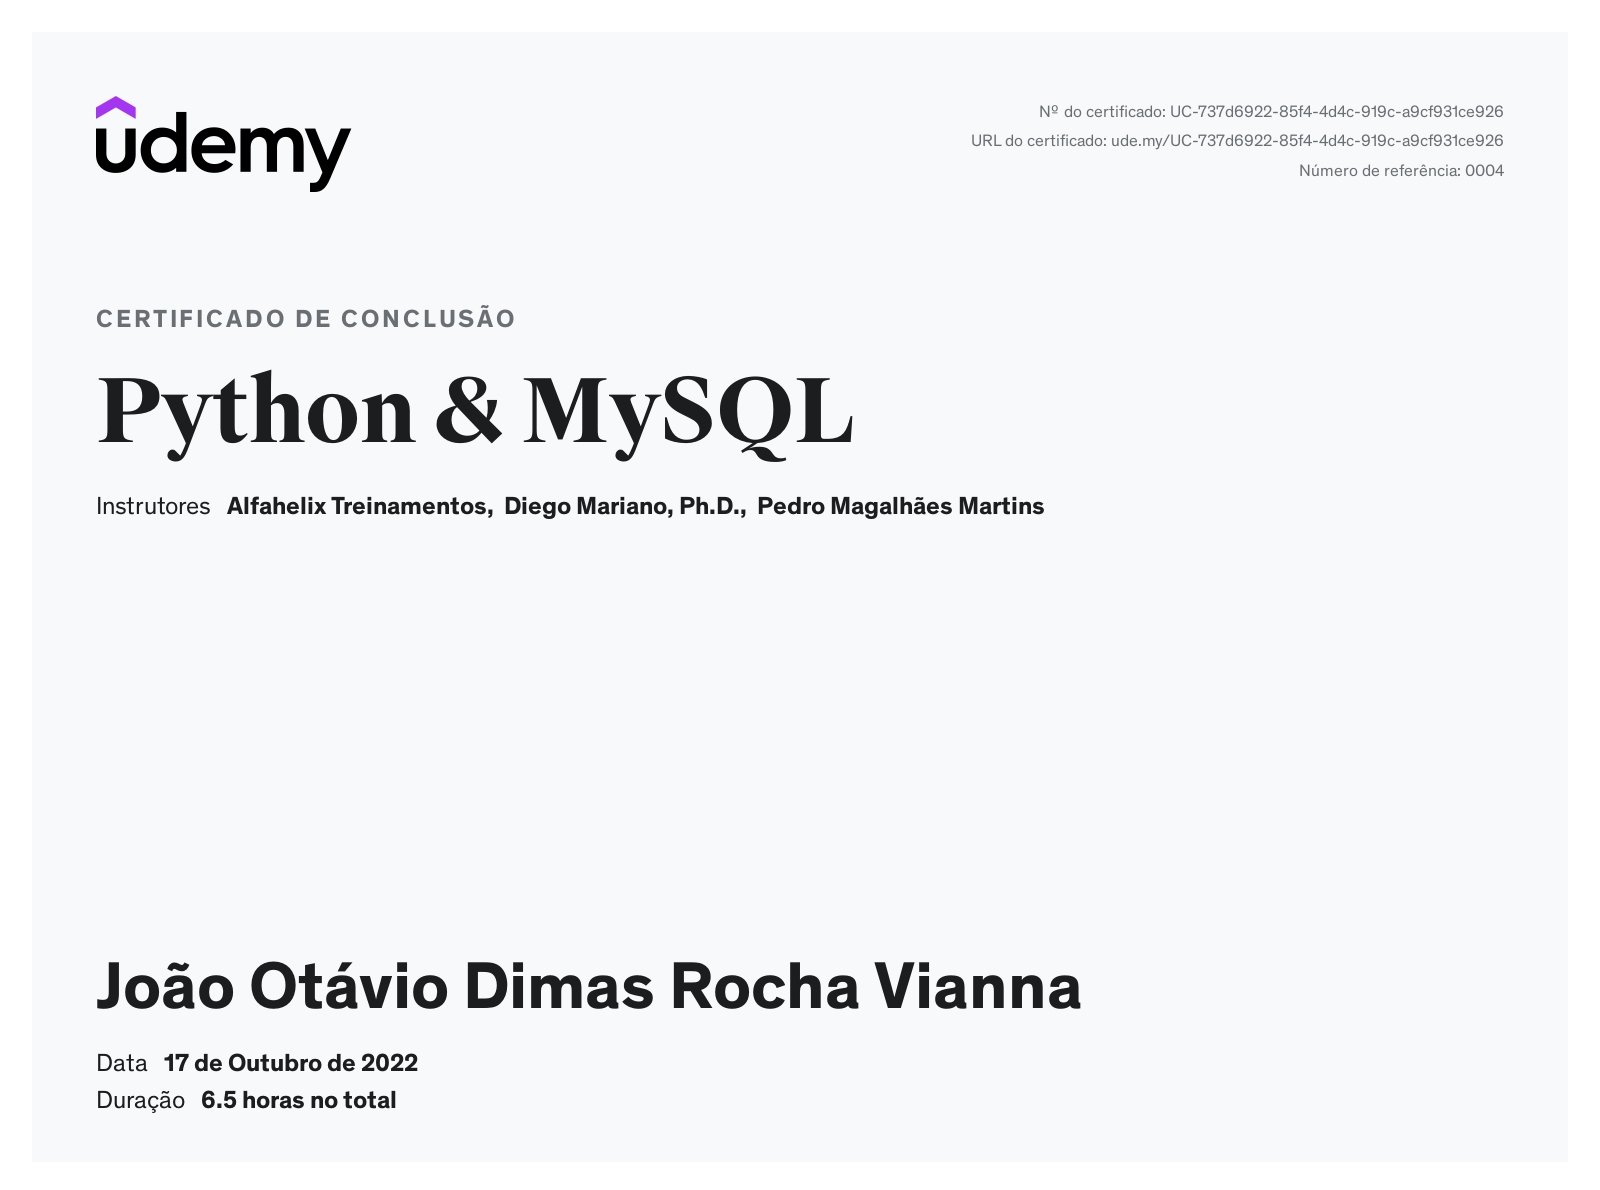 udemy
Nº do certificado: UC-737d6922-85f4-4d4c-919c-a9cf931ce926
URL do certificado: ude.my/UC-737d6922-85f4-4d4c-919c-a9cf931ce926
Número de referência: 0004
CERTIFICADO DE CONCLUSÃO
Python & MySQL
Instrutores Alfahelix Treinamentos, Diego Mariano, Ph.D., Pedro Magalhães Martins
João Otávio Dimas Rocha Vianna
Data 17 de Outubro de 2022
Duração 6.5 horas no total